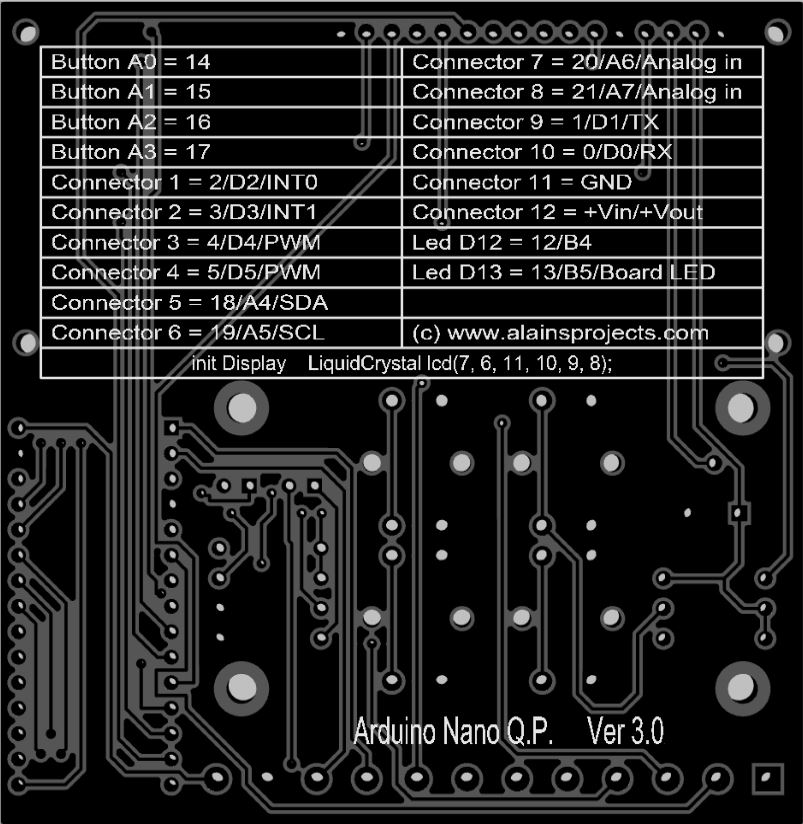 Button A0 = 14
Connector 7 = 20/A6/Analog in
Button A1 = 15
Connector 8 = 21/A7/Analog in
Button A2 = 16
Connector 9 = 1/D1/TX
Button A3 = 17
Connector 10 = 0/D0/RX
Connector 1 = 2/D2/INT0
Connector 11 = GND
Connector 2 = 3/D3/INT1
Connector 12 = +Vin/+Vout
Connector 3 = 4/D4/PWM
Led D12 = 12/B4
Connector 4 = 5/D5/PWM
Led D13 = 13/B5/Board LED
Connector 5 = 18/A4/SDA
Connector 6 = 19/A5/SCL
(c) www.alainsprojects.com
init Display LiquidCrystal lcd(7, 6, 11, 10, 9, 8);
Arduino Nano Q.P. Ver 3.0